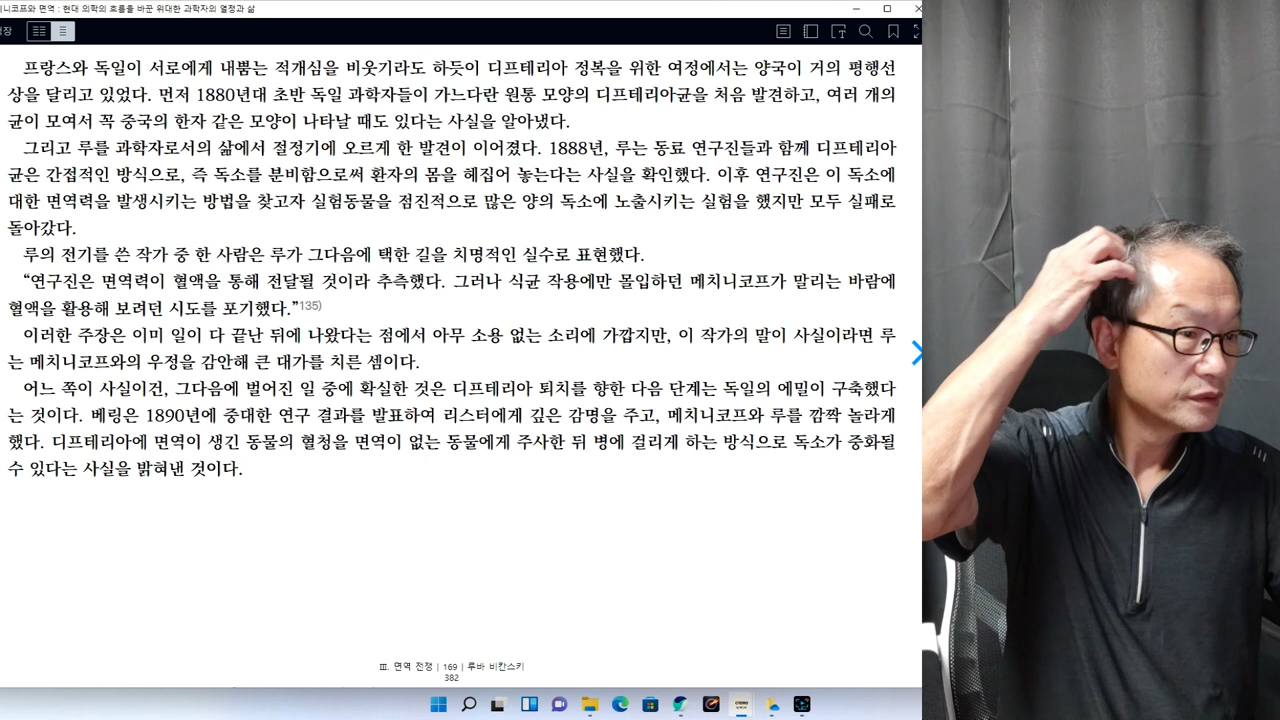 니코프와 면역 : 현대 의학의 흐름을 바꾼 위대한 과학자의 열정과 삶
장
프랑스와 독일이 서로에게 내뿜는 적개심을 비웃기라도 하듯이 디프테리아 정복을 위한 여정에서는 양국이 거의 평행선
상을 달리고 있었다. 먼저 1880년대 초반 독일 과학자들이 가느다란 원통 모양의 디프테리아균을 처음 발견하고, 여러 개의
균이 모여서 꼭 중국의 한자 같은 모양이 나타날 때도 있다는 사실을 알아냈다.
그리고 루를 과학자로서의 삶에서 절정기에 오르게 한 발견이 이어졌다. 1888년, 루는 동료 연구진들과 함께 디프테리아
균은 간접적인 방식으로, 즉 독소를 분비함으로써 환자의 몸을 헤집어 놓는다는 사실을 확인했다. 이후 연구진은 이 독소에
대한 면역력을 발생시키는 방법을 찾고자 실험동물을 점진적으로 많은 양의 독소에 노출시키는 실험을 했지만 모두 실패로
돌아갔다.
루의 전기를 쓴 작가 중 한 사람은 루가 그다음에 택한 길을 치명적인 실수로 표현했다.
“연구진은 면역력이 혈액을 통해 전달될 것이라 추측했다. 그러나 식균 작용에만 몰입하던 메치니코프가 말리는 바람에
혈액을 활용해 보려던 시도를 포기했다.”135)
이러한 주장은 이미 일이 다 끝난 뒤에 나왔다는 점에서 아무 소용 없는 소리에 가깝지만, 이 작가의 말이 사실이라면 루
는 메치니코프와의 우정을 감안해 큰 대가를 치른 셈이다.
어느 쪽이 사실이건, 그다음에 벌어진 일 중에 확실한 것은 디프테리아 퇴치를 향한 다음 단계는 독일의 에밀이 구축했다
는 것이다. 베링은 1890년에 중대한 연구 결과를 발표하여 리스터에게 깊은 감명을 주고, 메치니코프와 루를 깜짝 놀라게
했다. 디프테리아에 면역이 생긴 동물의 혈청을 면역이 없는 동물에게 주사한 뒤 병에 걸리게 하는 방식으로 독소가 중화될
수 있다는 사실을 밝혀낸 것이다.
Ⅲ. 면역 전쟁 | 169 | 루바 비칸스키
382